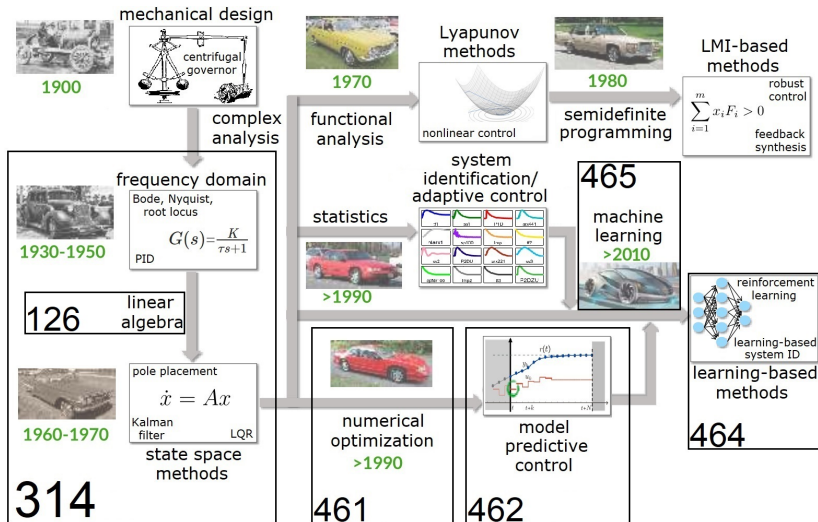 mechanical design
centrifugal
governor
1900
complex
analysis
1970
functional
analysis
Lyapunov
methods
nonlinear control
1980
semidefinite
programming
LMI-based
methods
robust
control
m
∑ xᵢFᵢ > 0
i=1
feedback
synthesis
frequency domain
Bode, Nyquist,
root locus
G(s)=K/τs+1
PID
1930-1950
126
linear
algebra
pole placement
ẋ = Ax
Kalman
filter
LQR
1960-1970
state space
methods
314
statistics
>1990
system
identification/
adaptive control
465
machine
learning
>2010
reinforcement
learning
learning-based
system ID
learning-based
methods
464
numerical
optimization
>1990
461
r(t)
t
t+k
t+N
model
predictive
control
462